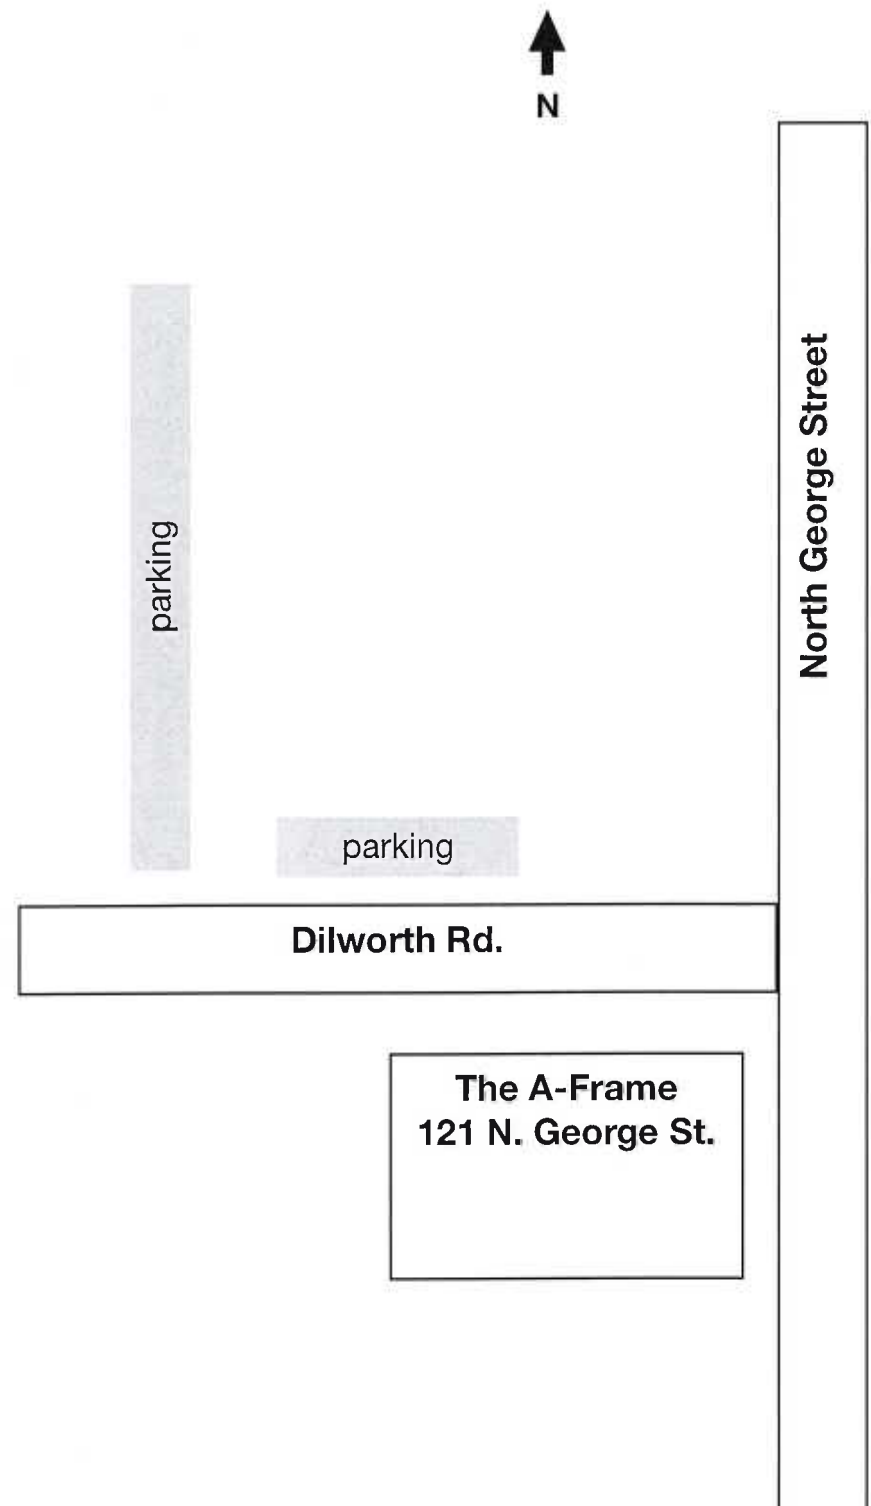 N
North George Street
parking
parking
Dilworth Rd.
The A-Frame
121 N. George St.